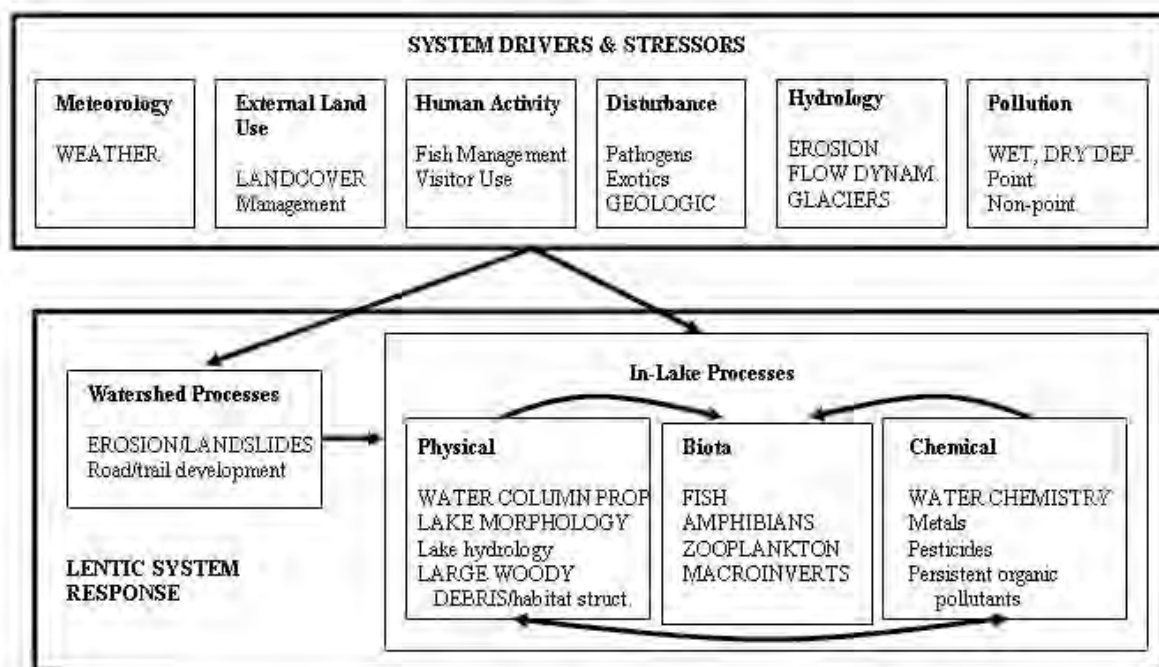 SYSTEM DRIVERS & STRESSORS
Meteorology
WEATHER
External Land
Use
LANDCOVER
Management
Human Activity
Fish Management
Visitor Use
Disturbance
Pathogens
Exotics
GEOLOGIC
Hydrology
EROSION
FLOW DYNAM.
GLACIERS
Pollution
WET, DRY DEP.
Point
Non-point
Watershed Processes
EROSION/LANDSLIDES
Road/trail development
LENTIC SYSTEM
RESPONSE
In-Lake Processes
Physical
WATER COLUMN PROP
LAKE MORPHOLOGY
Lake hydrology
LARGE WOODY
DEBRIS/habitat struct.
Biota
FISH
AMPHIBIANS
ZOOPLANKTON
MACROINVERTS
Chemical
WATER CHEMISTRY
Metals
Pesticides
Persistent organic
pollutants